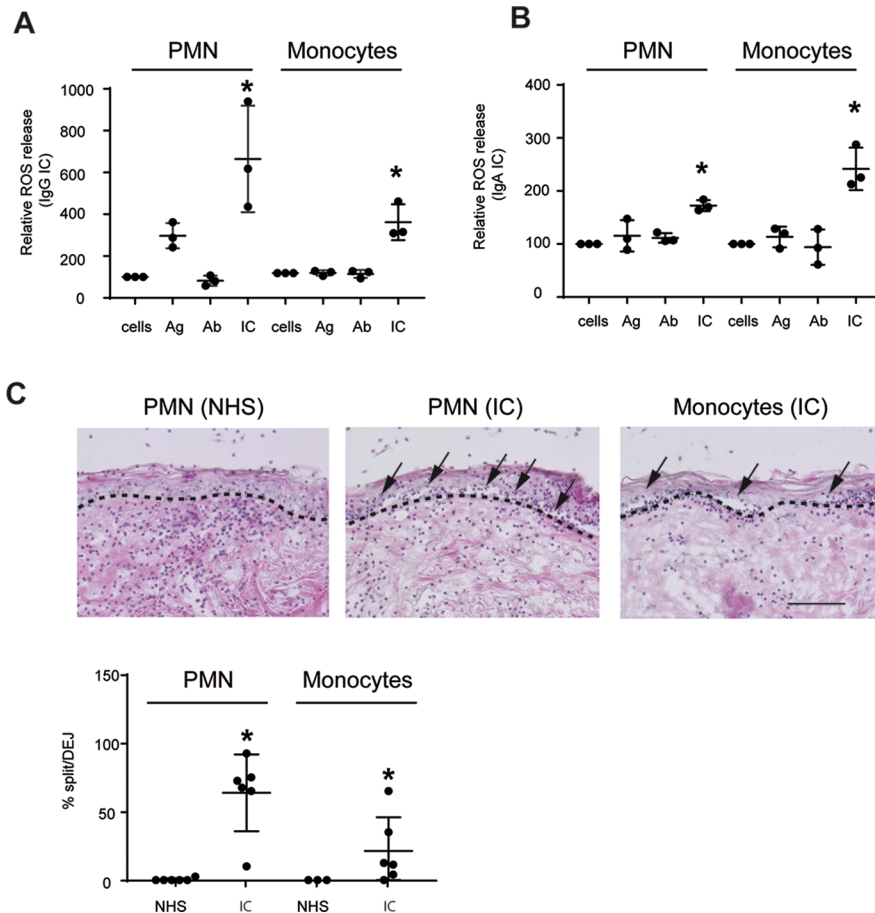 A
PMN
Monocytes
Relative ROS release
(IgG IC)
1000
800
600
400
200
0
*
*
cells Ag Ab IC cells Ag Ab IC
B
PMN
Monocytes
Relative ROS release
(IgA IC)
400
300
200
100
0
*
*
cells Ag Ab IC cells Ag Ab IC
C
PMN (NHS)
PMN (IC)
Monocytes (IC)
PMN
Monocytes
% split/DEJ
150
100
50
0
*
*
NHS IC NHS IC